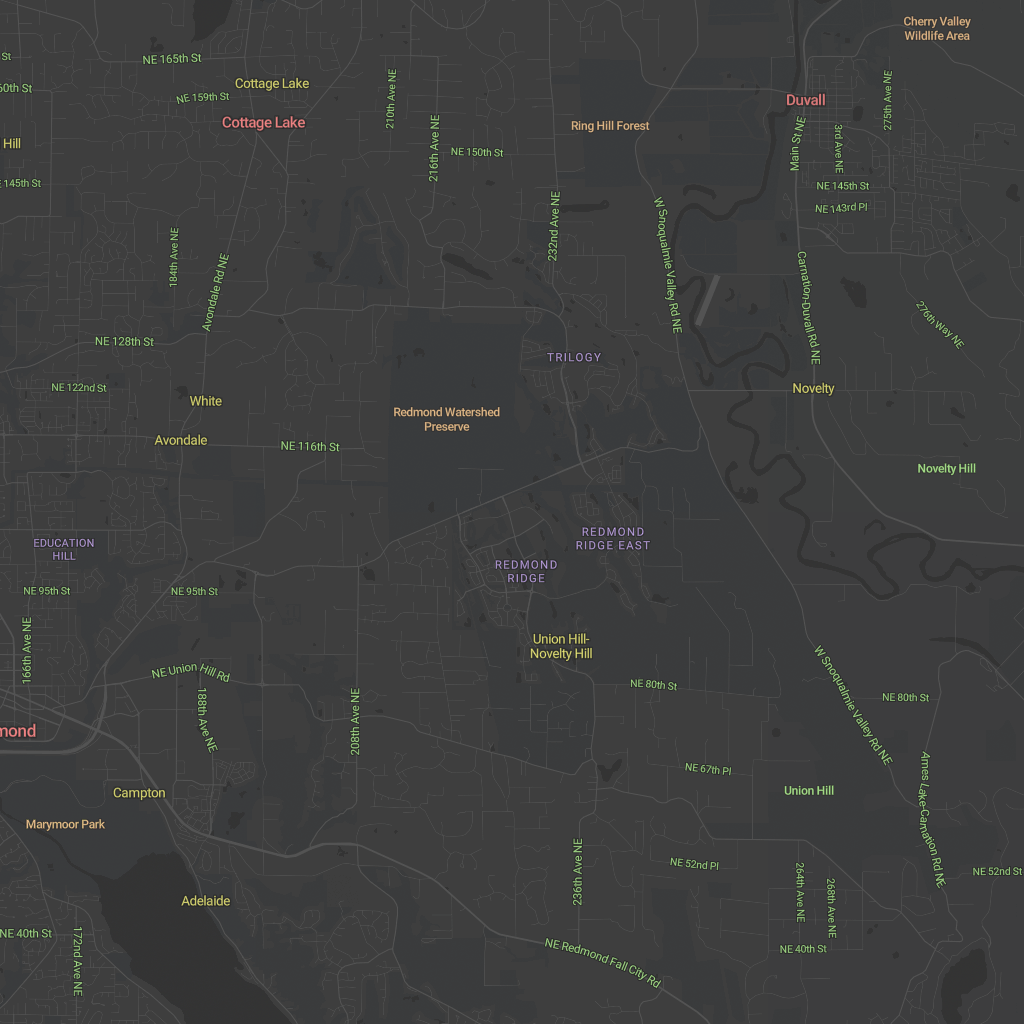 Cherry Valley
Wildlife Area
St
NE 165th St
60th St
Cottage Lake
NE 159th St
210th Ave NE
275th Ave NE
Duvall
Cottage Lake
Ring Hill Forest
Hill
216th Ave NE
NE 150th St
Main St NE
3rd Ave NE
E 145th St
NE 145th St
NE 143rd Pl
184th Ave NE
Avondale Rd NE
232nd Ave NE
W Snoqualmie Valley Rd NE
Carnation-Duvall Rd NE
276th Way NE
NE 128th St
TRILOGY
NE 122nd St
Novelty
White
Redmond Watershed
Preserve
Avondale
NE 116th St
Novelty Hill
EDUCATION
HILL
REDMOND
RIDGE EAST
REDMOND
RIDGE
NE 95th St
NE 95th St
166th Ave NE
Union Hill-
Novelty Hill
NE Union Hill Rd
NE 80th St
W Snoqualmie Valley Rd NE
NE 80th St
188th Ave NE
208th Ave NE
mond
NE 67th Pl
Union Hill
Ames Lake-Carnation Rd NE
Campton
Marymoor Park
236th Ave NE
NE 52nd Pl
264th Ave NE
268th Ave NE
NE 52nd St
Adelaide
NE 40th St
172nd Ave NE
NE Redmond Fall City Rd
NE 40th St